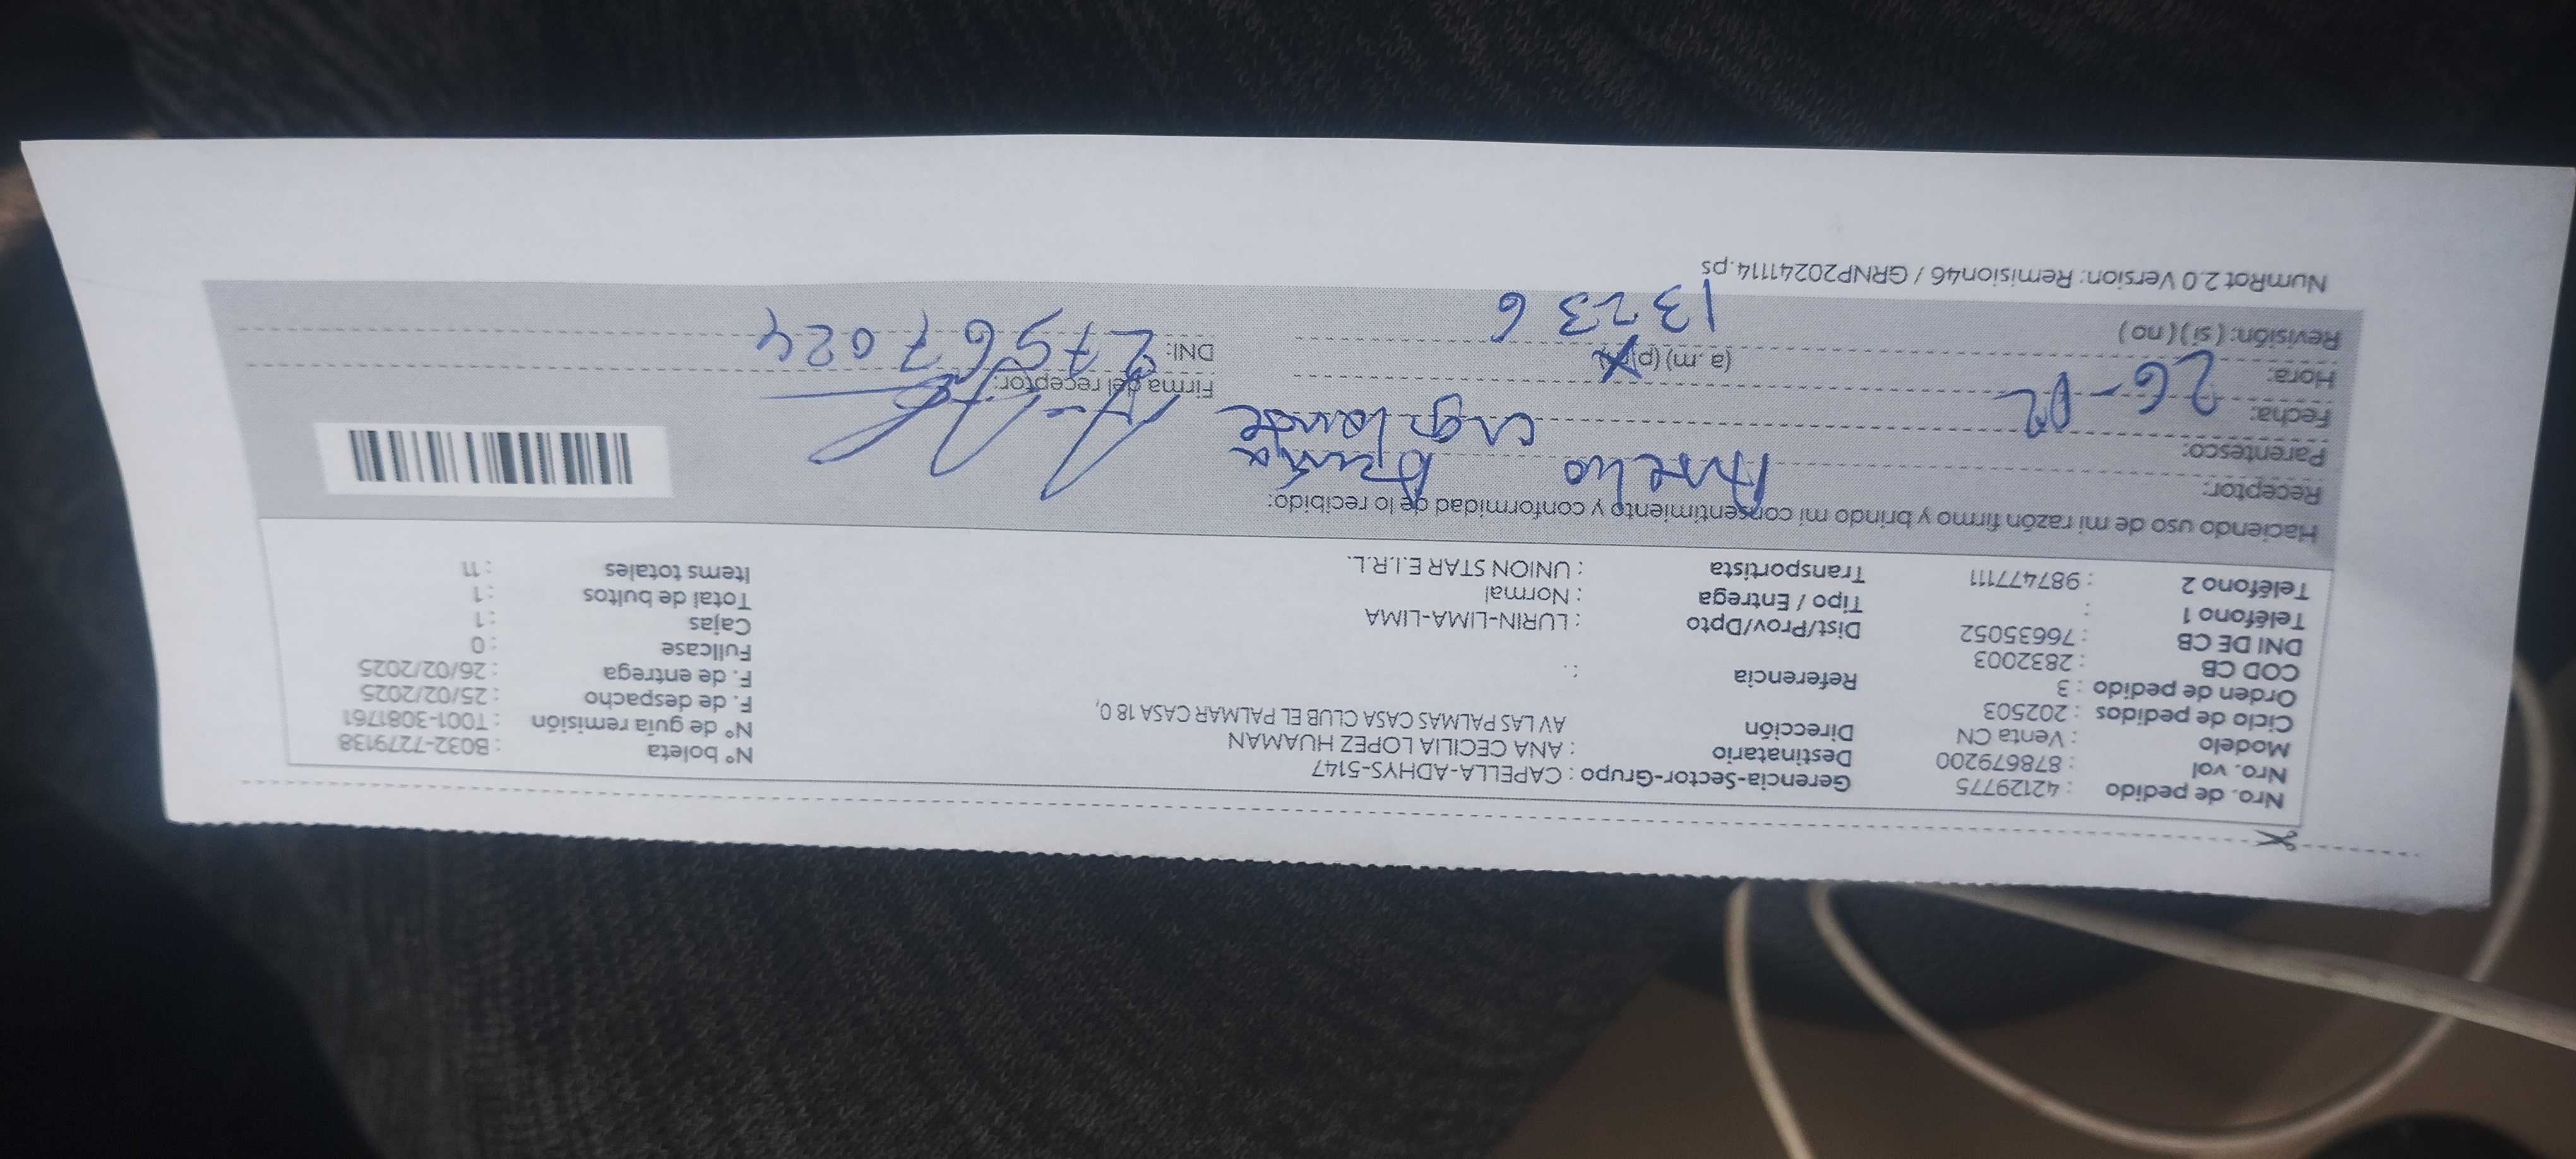 Nro. de pedido : 42129775 Gerencia-Sector-Grupo : CAPELLA-ADHYS-5147 N° boleta : B032-7279138
Nro. vol : 878679200 Destinatario : ANA CECILIA LOPEZ HUAMAN N° de guía remisión : T001-3081761
Modelo : Venta CN Dirección AV LAS PALMAS CASA CLUB EL PALMAR CASA 18 0, F. de despacho : 25/02/2025
Ciclo de pedidos : 202503 F. de entrega : 26/02/2025
Orden de pedido : 3 Referencia : . Fullcase : 0
COD CB : 2832003 Dist/Prov/Dpto : LURIN-LIMA-LIMA Cajas : 1
DNI DE CB : 76635052 Tipo / Entrega : Normal Total de bultos : 1
Teléfono 1 : Transportista : UNION STAR E.I.R.L. Items totales : 11
Teléfono 2 : 987477111
Haciendo uso de mi razón firmo y brindo mi consentimiento y conformidad de lo recibido:
Receptor:
Parentesco:
Fecha: 26-02
Hora: (a.m) (p.m) Firma del receptor:
Revisión: ( si ) ( no ) 13236 DNI: 27967024
NumRot 2.0 Version: Remision46 / GRNP20241114.ps